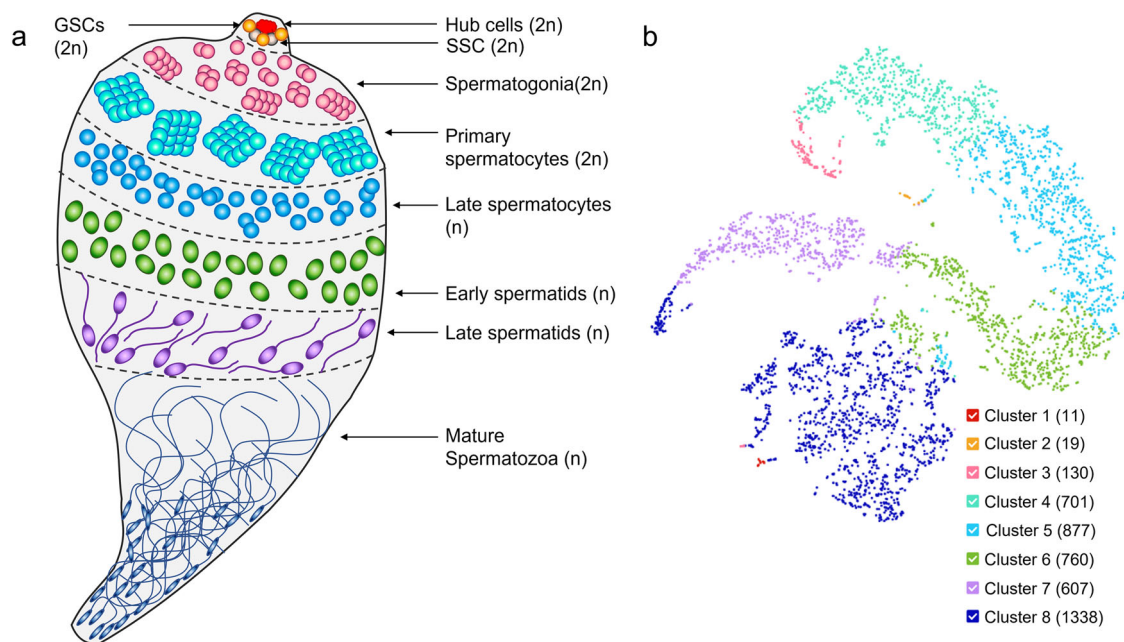 a
GSCs
(2n)
Hub cells (2n)
SSC (2n)
Spermatogonia(2n)
Primary
spermatocytes (2n)
Late spermatocytes
(n)
Early spermatids (n)
Late spermatids (n)
Mature
Spermatozoa (n)
b
Cluster 1 (11)
Cluster 2 (19)
Cluster 3 (130)
Cluster 4 (701)
Cluster 5 (877)
Cluster 6 (760)
Cluster 7 (607)
Cluster 8 (1338)